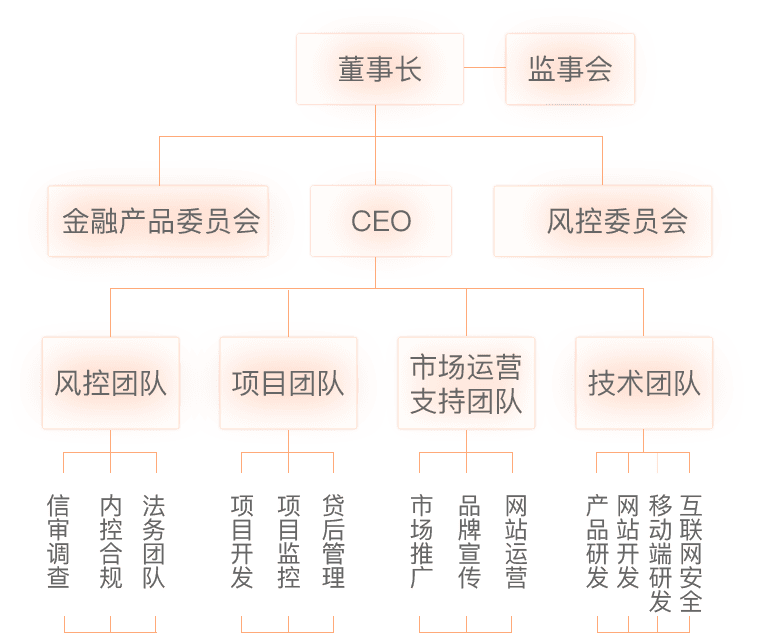 董事长
监事会
金融产品委员会
CEO
风控委员会
风控团队
项目团队
市场运营
支持团队
技术团队
信审调查
内控合规
法务团队
项目开发
项目监控
贷后管理
市场推广
品牌宣传
网站运营
产品研发
网站开发
移动端研发
互联网安全